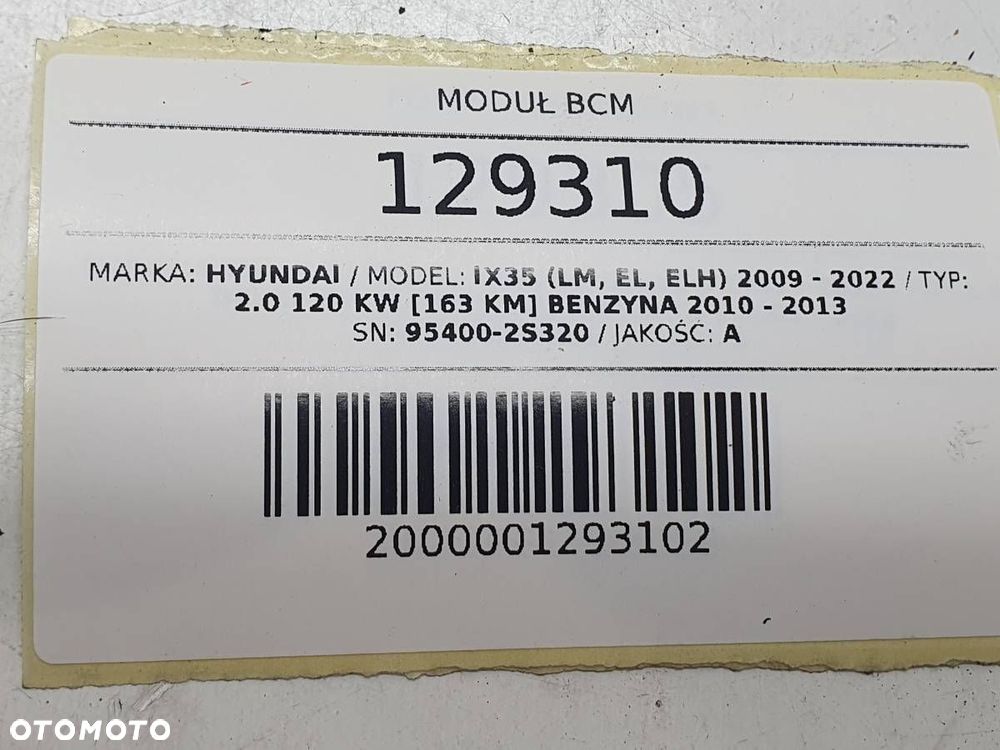 MODUŁ BCM
129310
MARKA: HYUNDAI / MODEL: IX35 (LM, EL, ELH) 2009 - 2022 / TYP:
2.0 120 KW [163 KM] BENZYNA 2010 - 2013
SN: 95400-2S320 / JAKOŚĆ: A
2000001293102
OTOMOTO